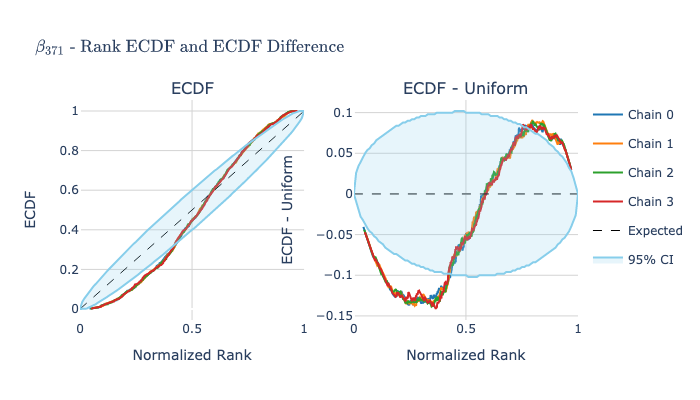 β371 - Rank ECDF and ECDF Difference
ECDF
ECDF - Uniform
1
0.8
0.6
0.4
0.2
0
0
0.5
1
ECDF
Normalized Rank
0.1
0.05
0
−0.05
−0.1
−0.15
0
0.5
1
ECDF - Uniform
Normalized Rank
Chain 0
Chain 1
Chain 2
Chain 3
Expected
95% CI